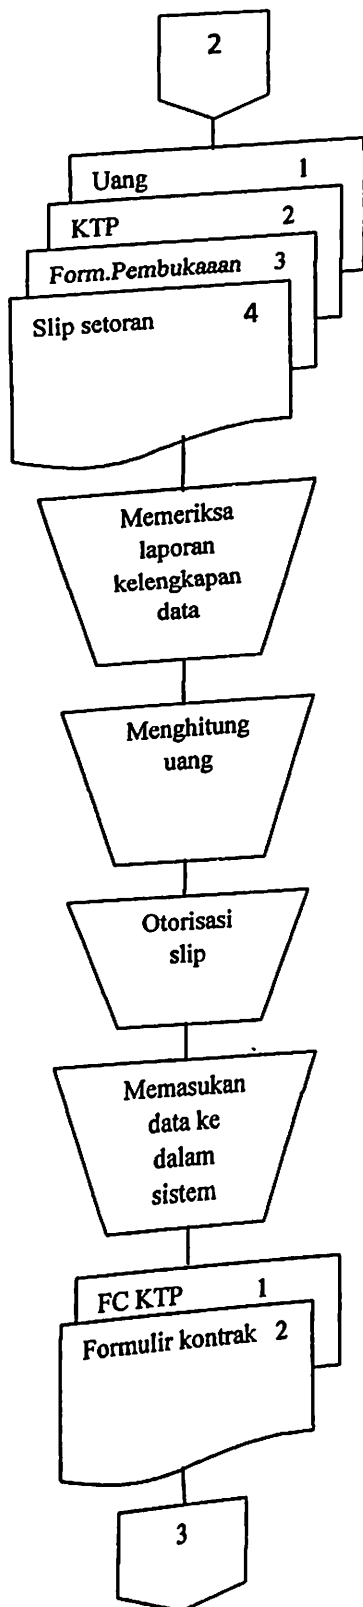 2
Uang 1
KTP 2
Form.Pembukaaan 3
Slip setoran 4
Memeriksa
laporan
kelengkapan
data
Menghitung
uang
Otorisasi
slip
Memasukan
data ke
dalam
sistem
FC KTP 1
Formulir kontrak 2
3